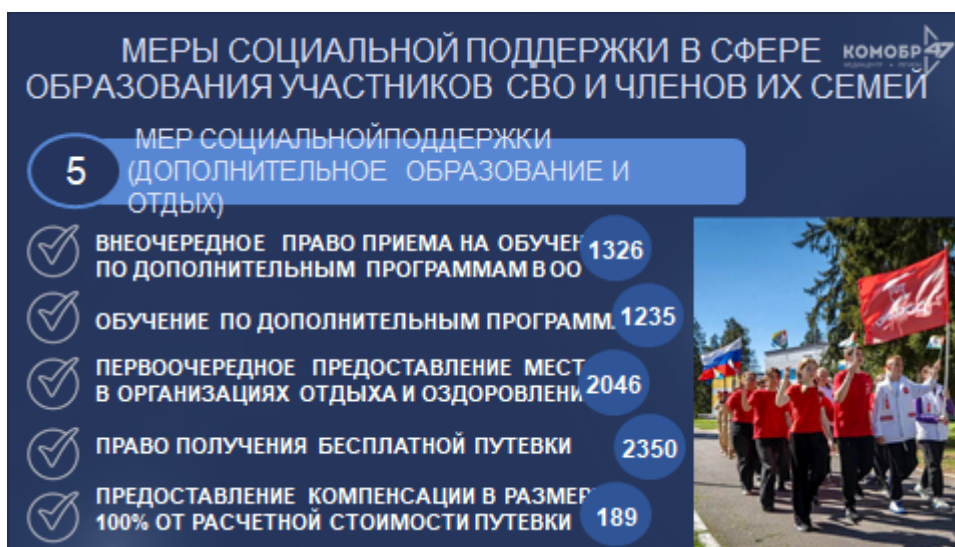 МЕРЫ СОЦИАЛЬНОЙ ПОДДЕРЖКИ В СФЕРЕ
ОБРАЗОВАНИЯ УЧАСТНИКОВ СВО И ЧЛЕНОВ ИХ СЕМЕЙ
КОМОБР 47
5
МЕР СОЦИАЛЬНОЙПОДДЕРЖКИ
(ДОПОЛНИТЕЛЬНОЕ ОБРАЗОВАНИЕ И
ОТДЫХ)
ВНЕОЧЕРЕДНОЕ ПРАВО ПРИЕМА НА ОБУЧЕН
ПО ДОПОЛНИТЕЛЬНЫМ ПРОГРАММАМ В ОО
1326
ОБУЧЕНИЕ ПО ДОПОЛНИТЕЛЬНЫМ ПРОГРАММ
1235
ПЕРВООЧЕРЕДНОЕ ПРЕДОСТАВЛЕНИЕ МЕСТ
В ОРГАНИЗАЦИЯХ ОТДЫХА И ОЗДОРОВЛЕНИ
2046
ПРАВО ПОЛУЧЕНИЯ БЕСПЛАТНОЙ ПУТЕВКИ
2350
ПРЕДОСТАВЛЕНИЕ КОМПЕНСАЦИИ В РАЗМЕР
100% ОТ РАСЧЕТНОЙ СТОИМОСТИ ПУТЕВКИ
189